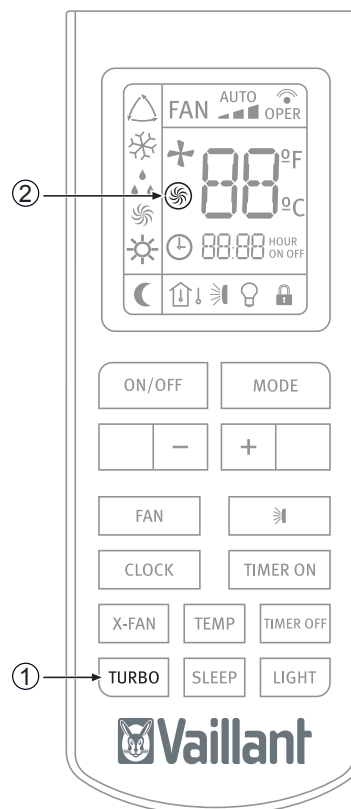 FAN AUTO OPER
ºF
2
ºC
88
88:88 HOUR ON OFF
ON/OFF MODE
- +
FAN
CLOCK TIMER ON
X-FAN TEMP TIMER OFF
1
TURBO SLEEP LIGHT
Vaillant